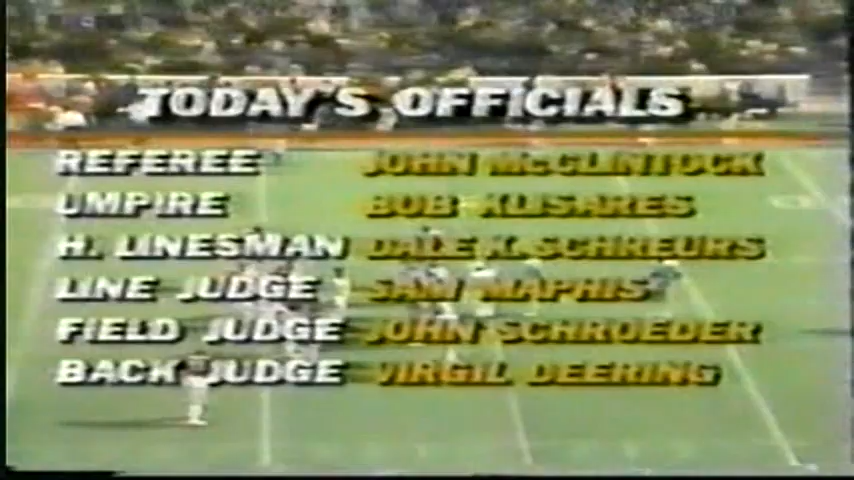 TODAY'S OFFICIALS
REFEREE JOHN McCLINTOCK
UMPIRE BOB KLISARES
H. LINESMAN DALE K. SCHREURS
LINE JUDGE SAM MAPHIS
FIELD JUDGE JOHN SCHROEDER
BACK JUDGE VIRGIL DEERING